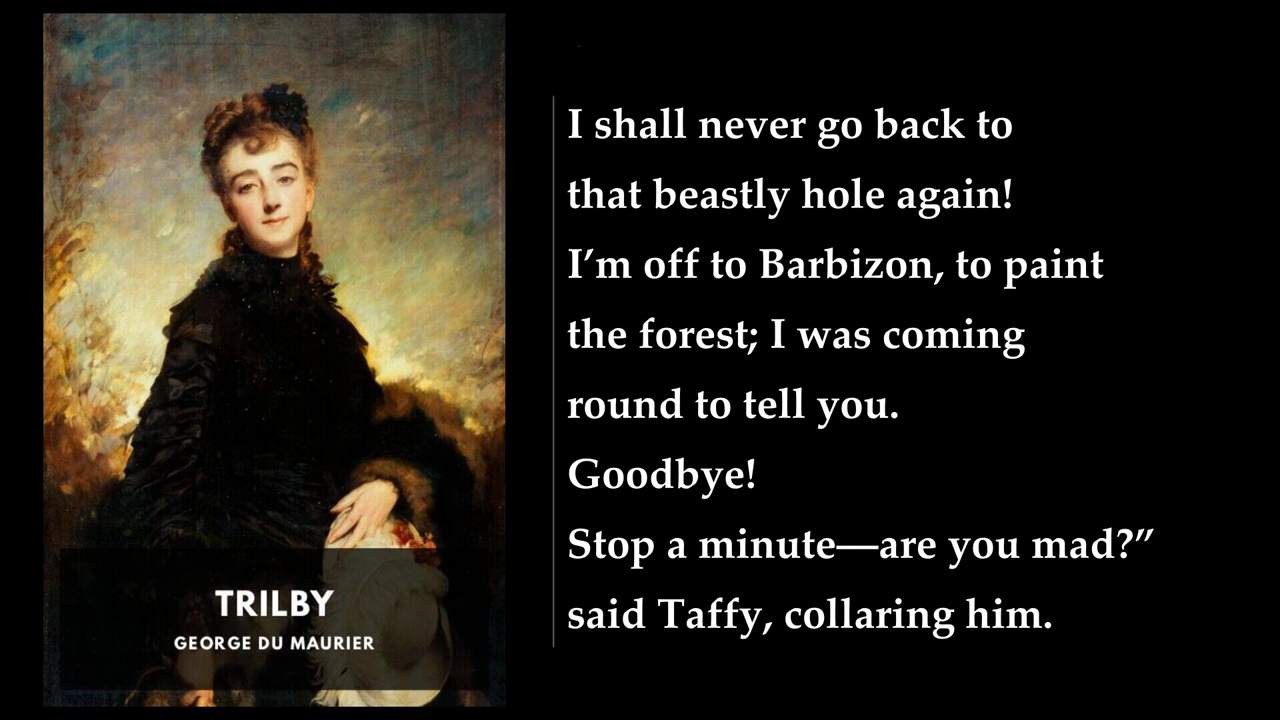 TRILBY
GEORGE DU MAURIER
I shall never go back to
that beastly hole again!
I’m off to Barbizon, to paint
the forest; I was coming
round to tell you.
Goodbye!
Stop a minute—are you mad?”
said Taffy, collaring him.